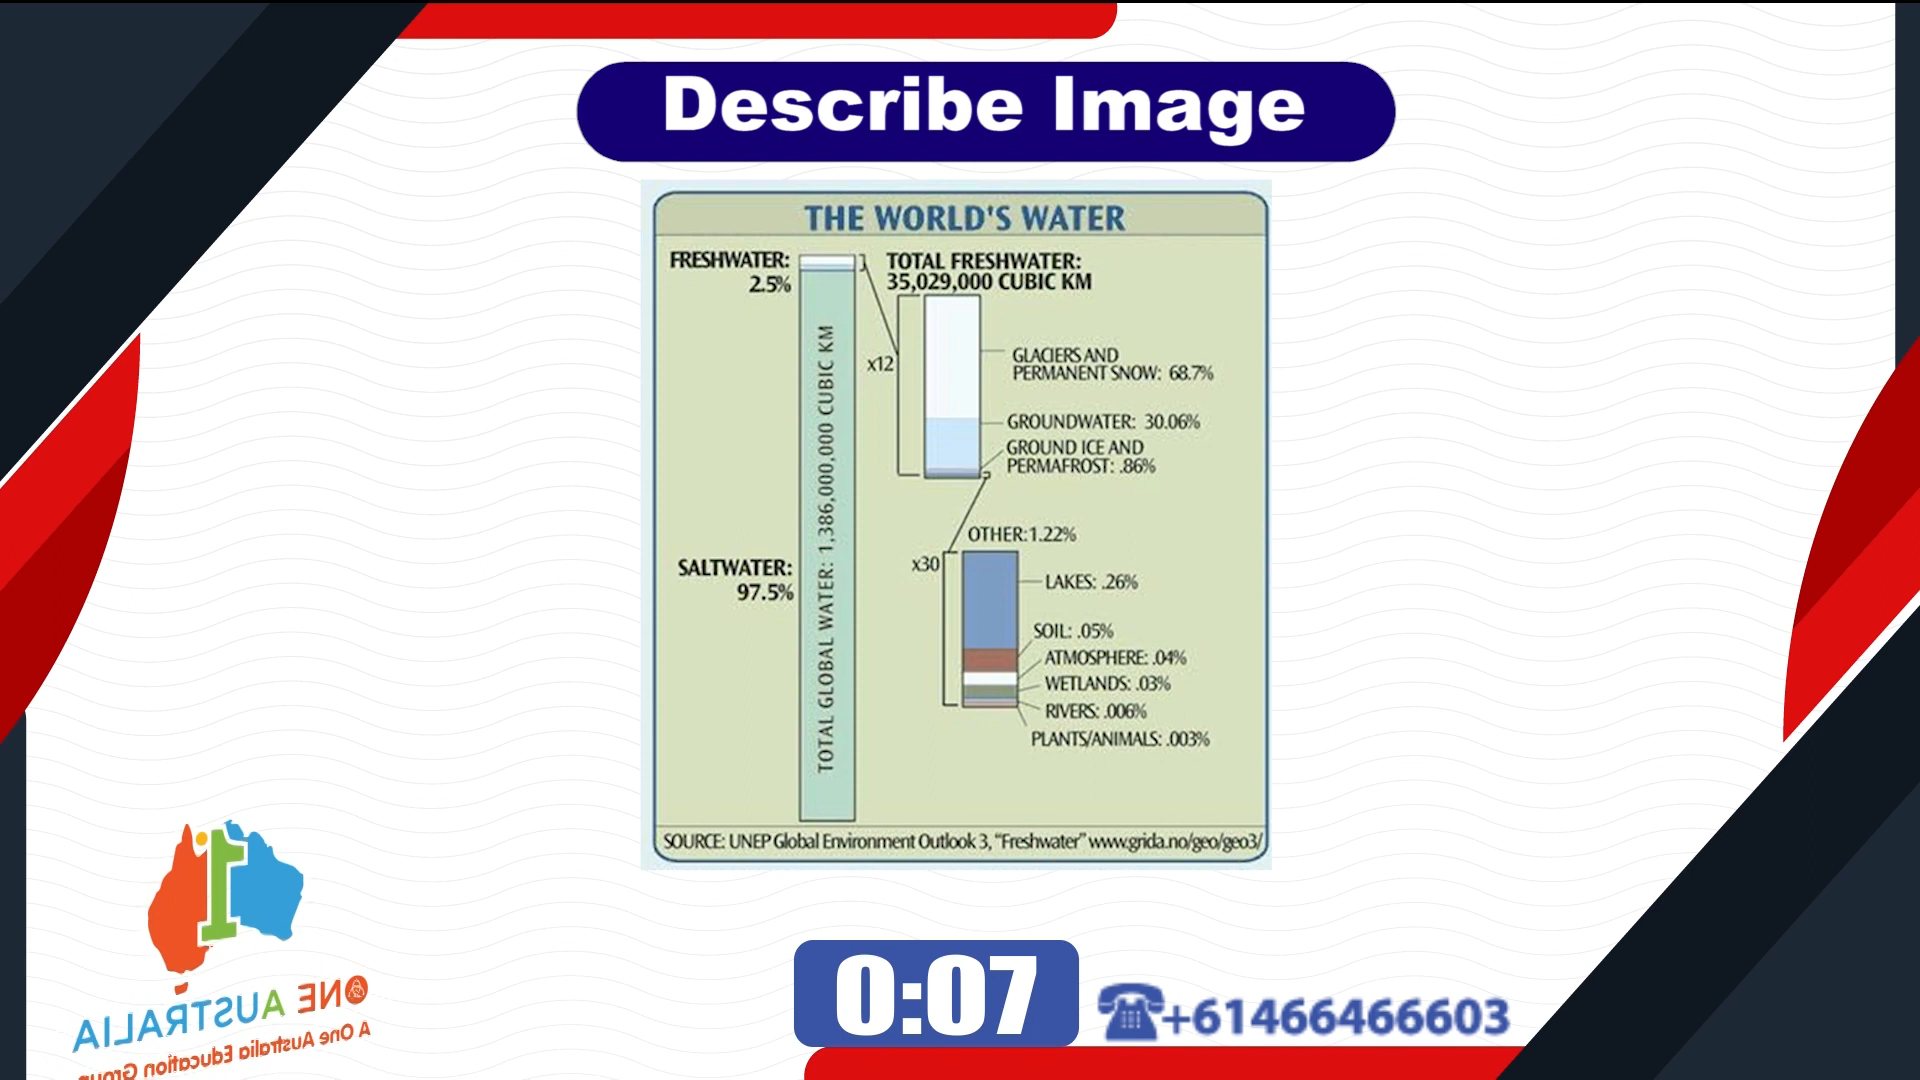 Describe Image
THE WORLD'S WATER
FRESHWATER:
2.5%
TOTAL FRESHWATER:
35,029,000 CUBIC KM
x12
GLACIERS AND
PERMANENT SNOW: 68.7%
GROUNDWATER: 30.06%
GROUND ICE AND
PERMAFROST: .86%
TOTAL GLOBAL WATER: 1,386,000,000 CUBIC KM
SALTWATER:
97.5%
OTHER:1.22%
x30
LAKES: .26%
SOIL: .05%
ATMOSPHERE: .04%
WETLANDS: .03%
RIVERS: .006%
PLANTS/ANIMALS: .003%
SOURCE: UNEP Global Environment Outlook 3, “Freshwater” www.grida.no/geo/geo3/
1
ONE AUSTRALIA
A One Australia Education Group
0:07
+61466466603